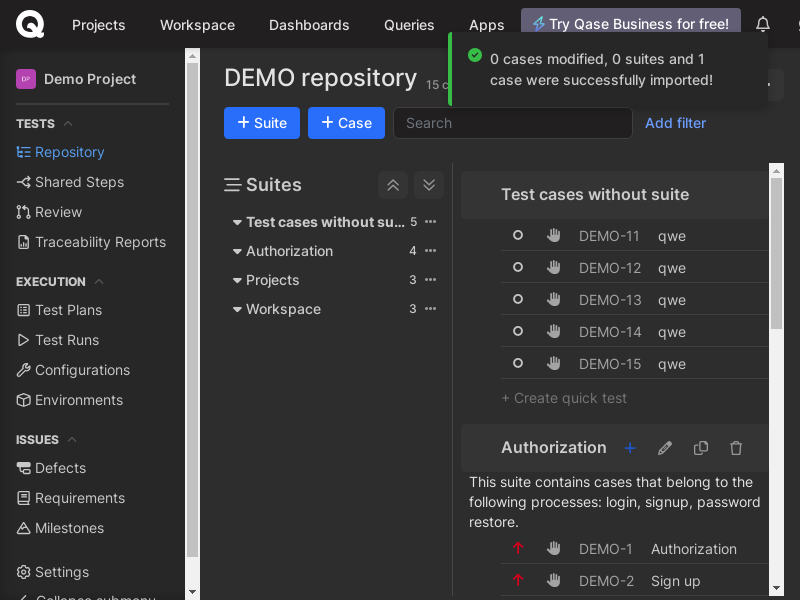 Projects
Workspace
Dashboards
Queries
Apps
Try Qase Business for free!
0 cases modified, 0 suites and 1
case were successfully imported!
DP
Demo Project
TESTS
Repository
Shared Steps
Review
Traceability Reports
EXECUTION
Test Plans
Test Runs
Configurations
Environments
ISSUES
Defects
Requirements
Milestones
Settings
Collapse submenu
DEMO repository
15 c
+ Suite
+ Case
Search
Add filter
Suites
Test cases without su... 5
Authorization 4
Projects 3
Workspace 3
Test cases without suite
DEMO-11 qwe
DEMO-12 qwe
DEMO-13 qwe
DEMO-14 qwe
DEMO-15 qwe
+ Create quick test
Authorization
This suite contains cases that belong to the
following processes: login, signup, password
restore.
DEMO-1 Authorization
DEMO-2 Sign up